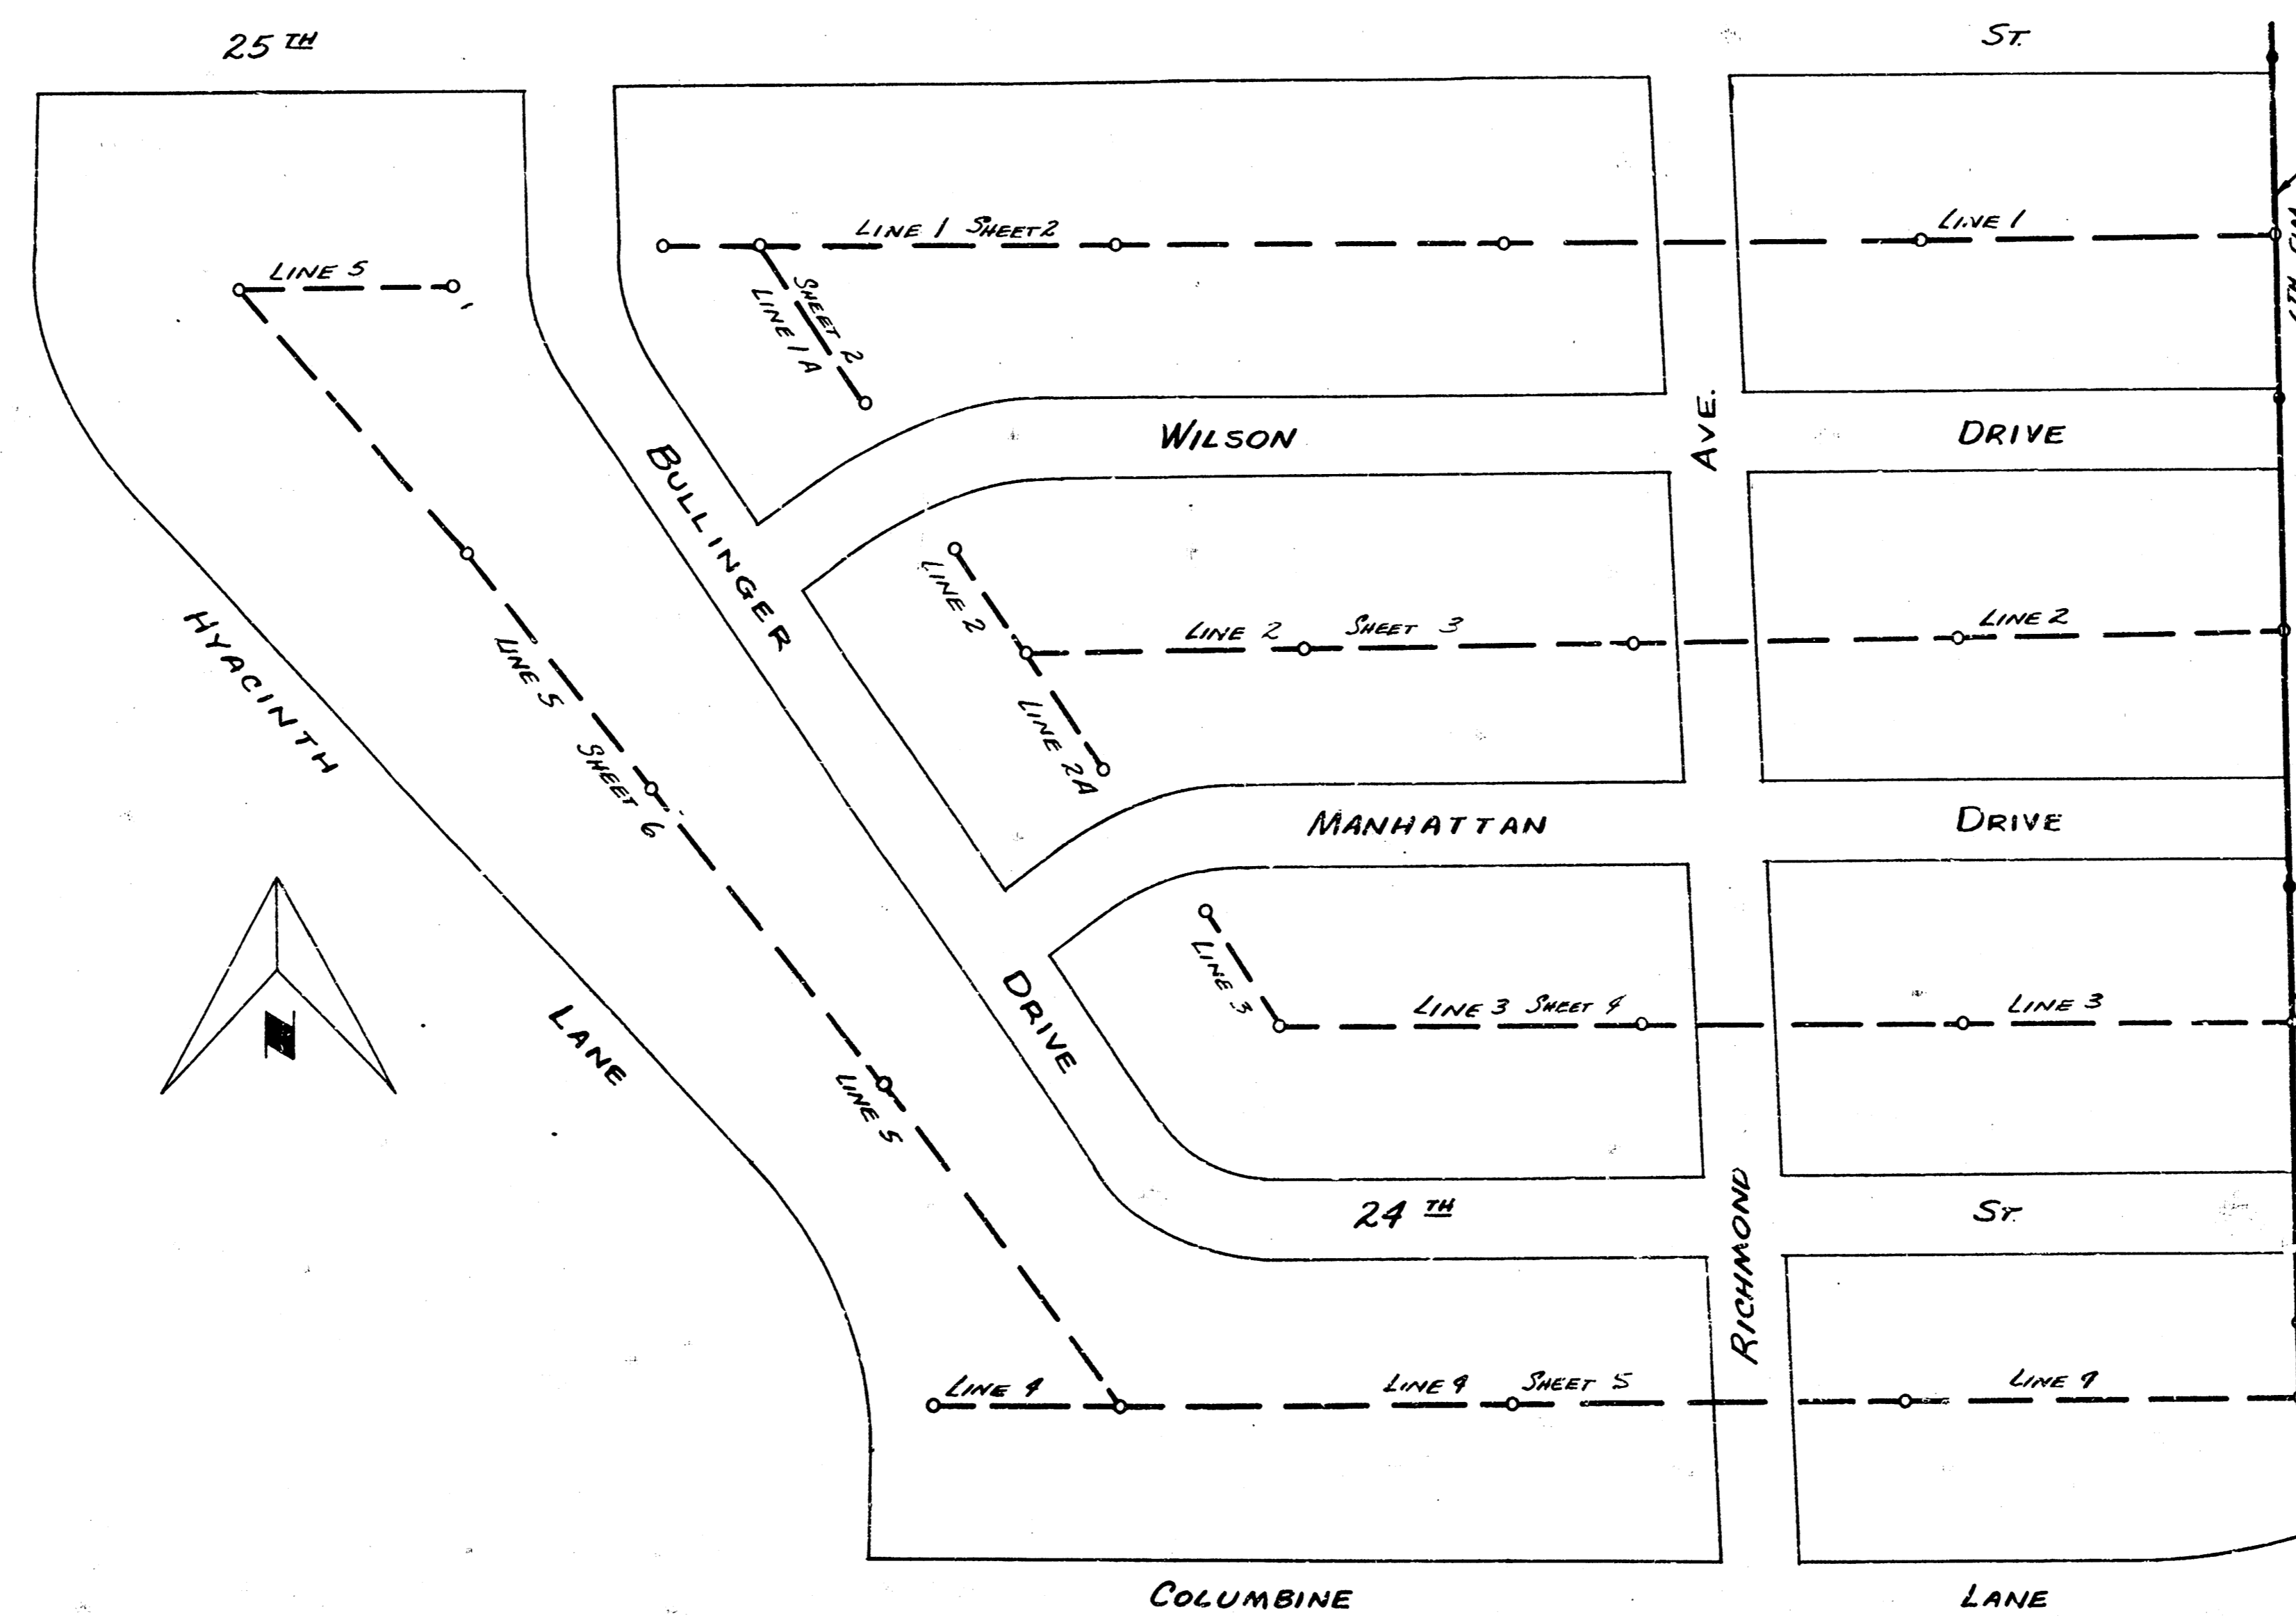 25TH
ST.
LINE 1 SHEET 2
LINE 1
LINE 5
SHEET 2
LINE 1A
WILSON
AVE.
DRIVE
BULLINGER
LINE 2
LINE 2
SHEET 3
LINE 2
HYACINTH
LINE 5
LINE 2A
SHEET 6
MANHATTAN
DRIVE
LINE 3
DRIVE
LINE 3 SHEET 4
LINE 3
N
LANE
LINE 5
24TH
ST.
RICHMOND
LINE 4
LINE 4
SHEET 5
LINE 4
COLUMBINE
LANE